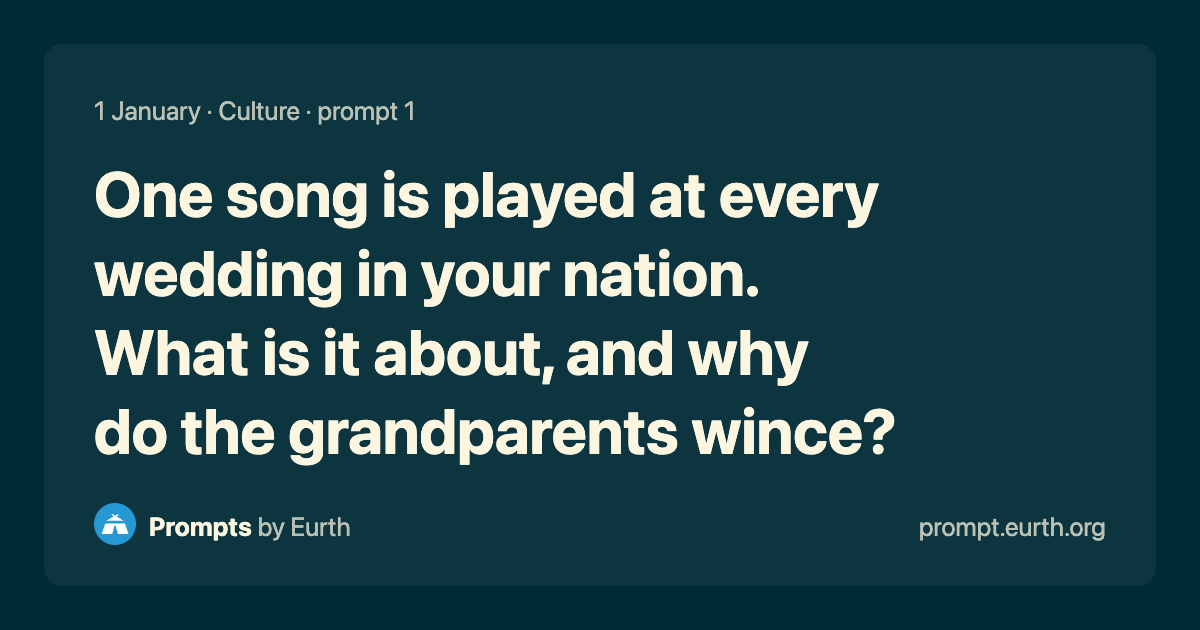 1 January · Culture · prompt 1
One song is played at every
wedding in your nation.
What is it about, and why
do the grandparents wince?
Prompts by Eurth
prompt.eurth.org